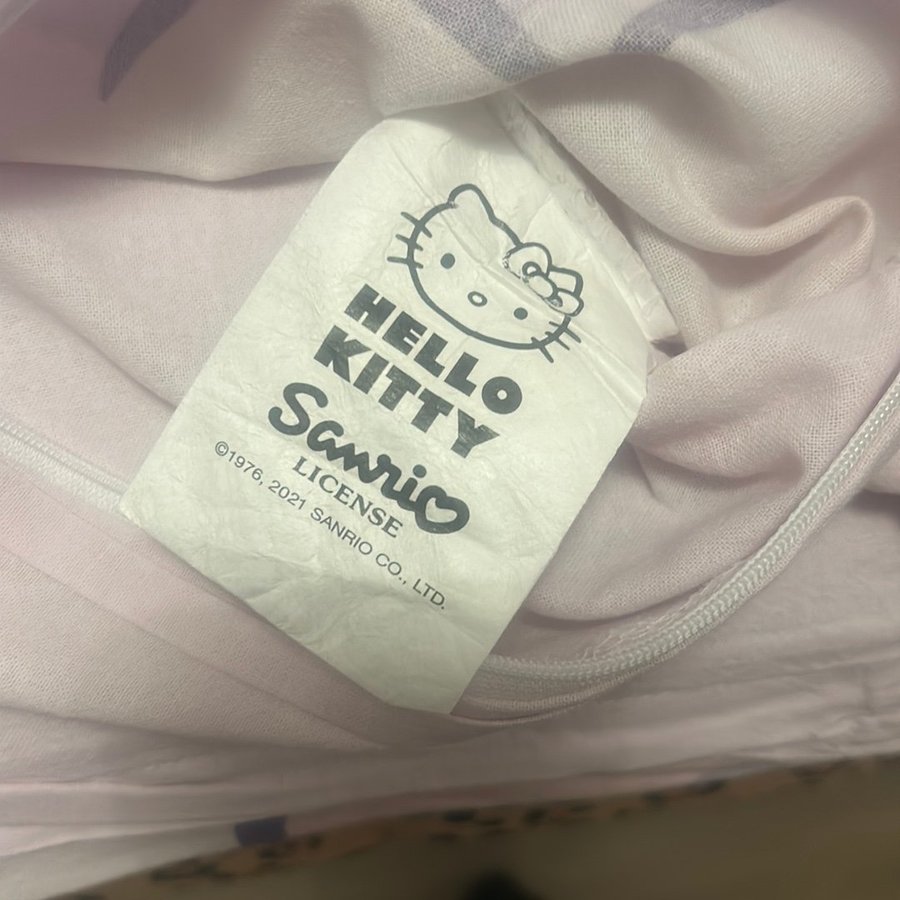 HELLO
KITTY
Sanrio
LICENSE
©1976, 2021 SANRIO CO., LTD.